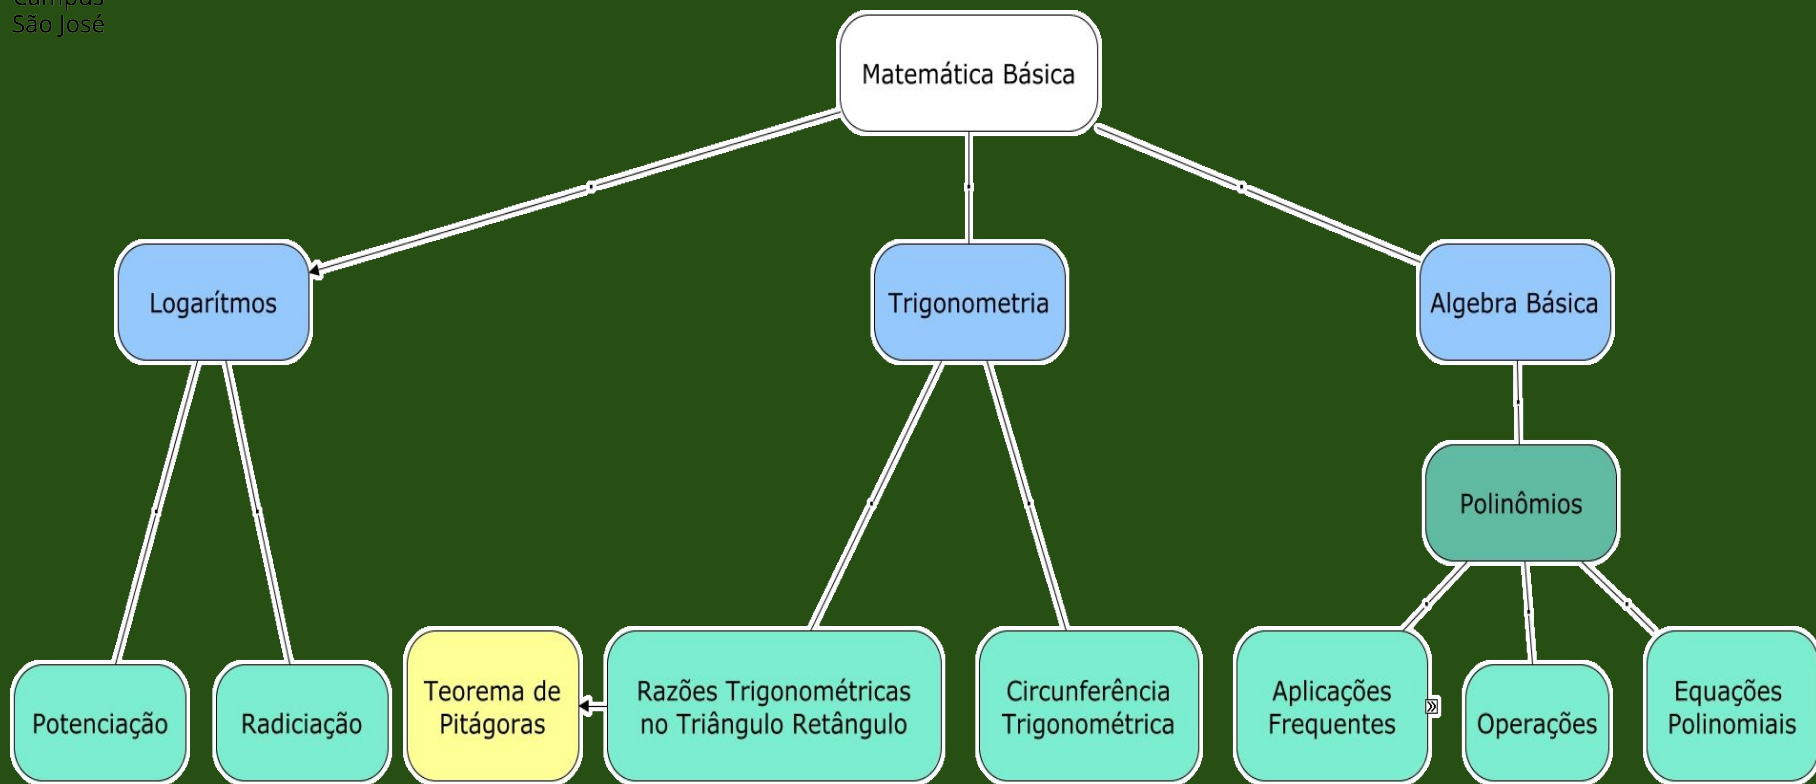 Campus
São José
Matemática Básica
Logarítmos
Trigonometria
Algebra Básica
Polinômios
Potenciação
Radiciação
Teorema de
Pitágoras
Razões Trigonométricas
no Triângulo Retângulo
Circunferência
Trigonométrica
Aplicações
Frequentes
Operações
Equações
Polinomiais